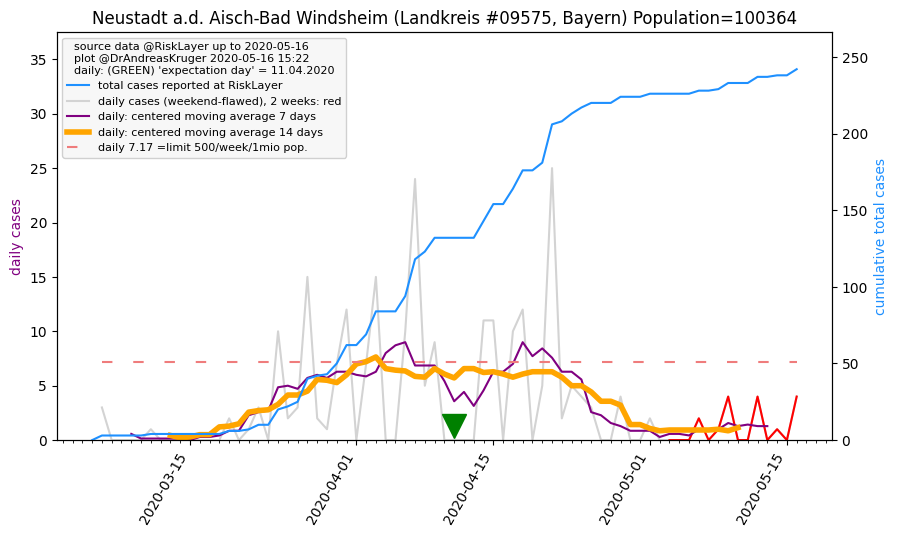 Neustadt a.d. Aisch-Bad Windsheim (Landkreis #09575, Bayern) Population=100364
source data @RiskLayer up to 2020-05-16
plot @DrAndreasKruger 2020-05-16 15:22
daily: (GREEN) 'expectation day' = 11.04.2020
total cases reported at RiskLayer
daily cases (weekend-flawed), 2 weeks: red
daily: centered moving average 7 days
daily: centered moving average 14 days
daily 7.17 =limit 500/week/1mio pop.
daily cases
35
30
25
20
15
10
5
0
cumulative total cases
250
200
150
100
50
0
2020-03-15
2020-04-01
2020-04-15
2020-05-01
2020-05-15